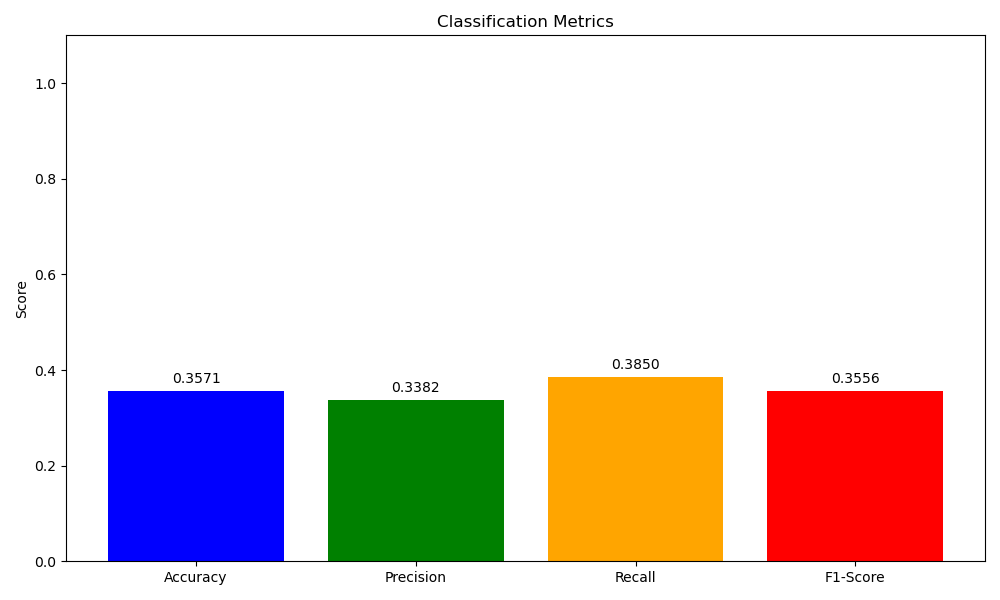 Classification Metrics
Score
1.0
0.8
0.6
0.4
0.2
0.0
0.3571
0.3382
0.3850
0.3556
Accuracy
Precision
Recall
F1-Score